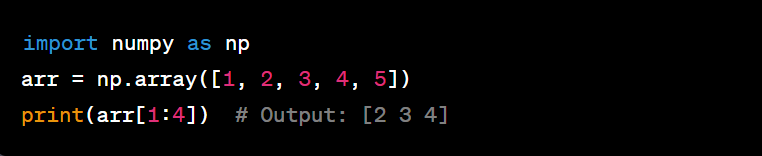 import numpy as np
arr = np.array([1, 2, 3, 4, 5])
print(arr[1:4])  # Output: [2 3 4]